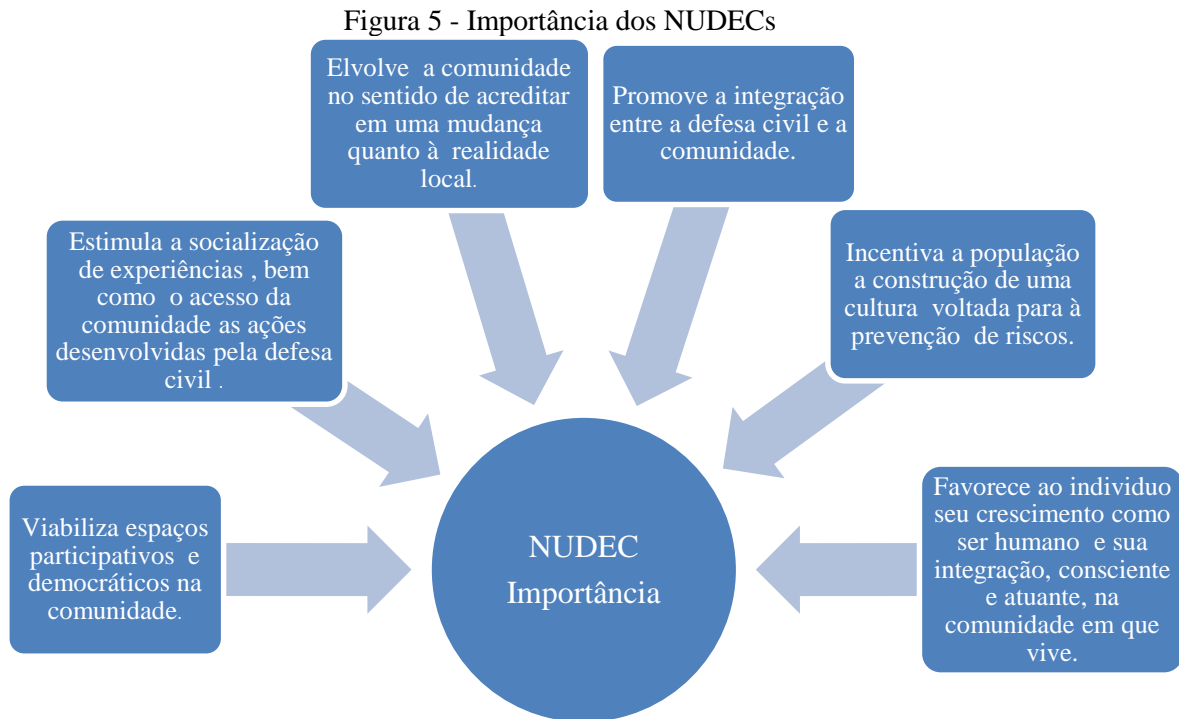 Figura 5 - Importância dos NUDECs
Elvolve a comunidade
no sentido de acreditar
em uma mudança
quanto à realidade
local.
Promove a integração
entre a defesa civil e a
comunidade.
Estimula a socialização
de experiências , bem
como o acesso da
comunidade as ações
desenvolvidas pela defesa
civil .
Incentiva a população
a construção de uma
cultura voltada para à
prevenção de riscos.
Viabiliza espaços
participativos e
democráticos na
comunidade.
NUDEC
Importância
Favorece ao individuo
seu crescimento como
ser humano e sua
integração, consciente
e atuante, na
comunidade em que
vive.